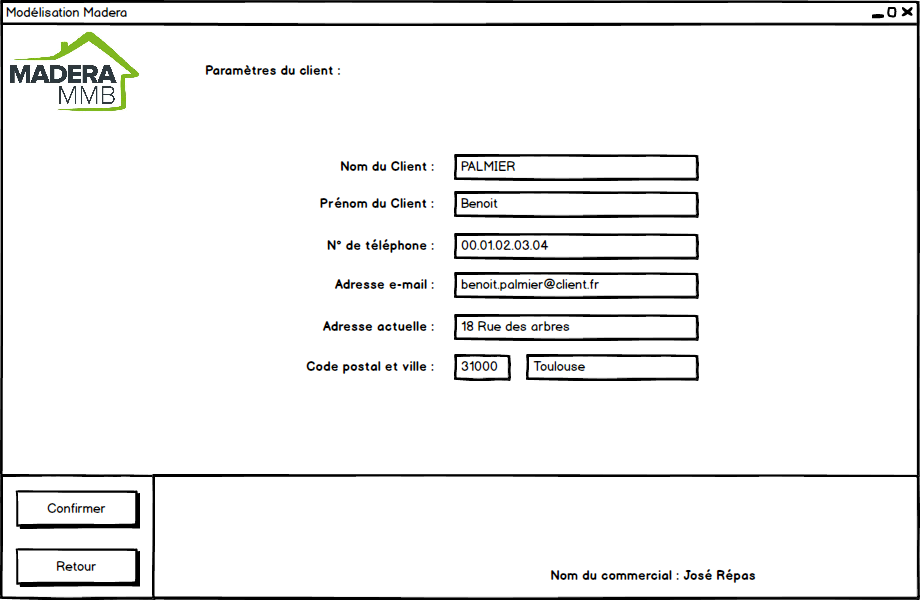 Modélisation Madera
MADERA
MMB
Paramètres du client :
Nom du Client : PALMIER
Prénom du Client : Benoit
N° de téléphone : 00.01.02.03.04
Adresse e-mail : benoit.palmier@client.fr
Adresse actuelle : 18 Rue des arbres
Code postal et ville : 31000 Toulouse
Confirmer
Retour
Nom du commercial : José Répas